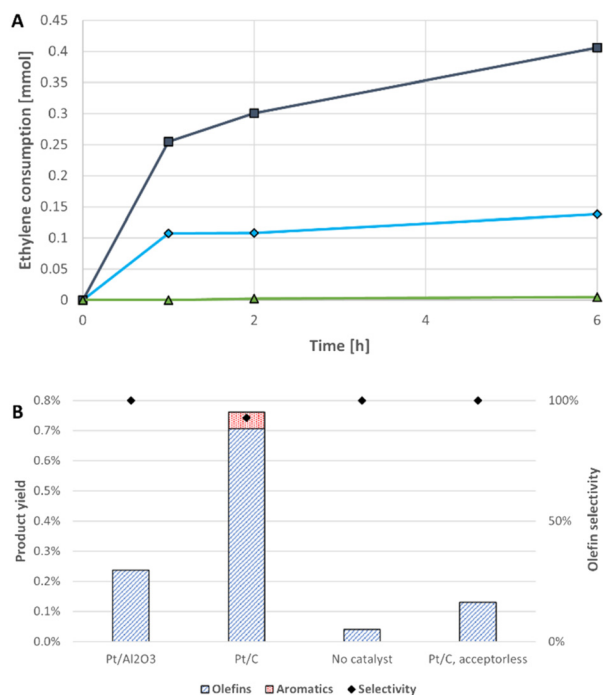 A
0.45
0.4
0.35
0.3
0.25
0.2
0.15
0.1
0.05
0
Ethylene consumption [mmol]
0 2 4 6
Time [h]
B
0.8%
0.7%
0.6%
0.5%
0.4%
0.3%
0.2%
0.1%
0.0%
Product yield
100%
50%
0%
Olefin selectivity
Pt/Al2O3 Pt/C No catalyst Pt/C, acceptorless
Olefins Aromatics Selectivity